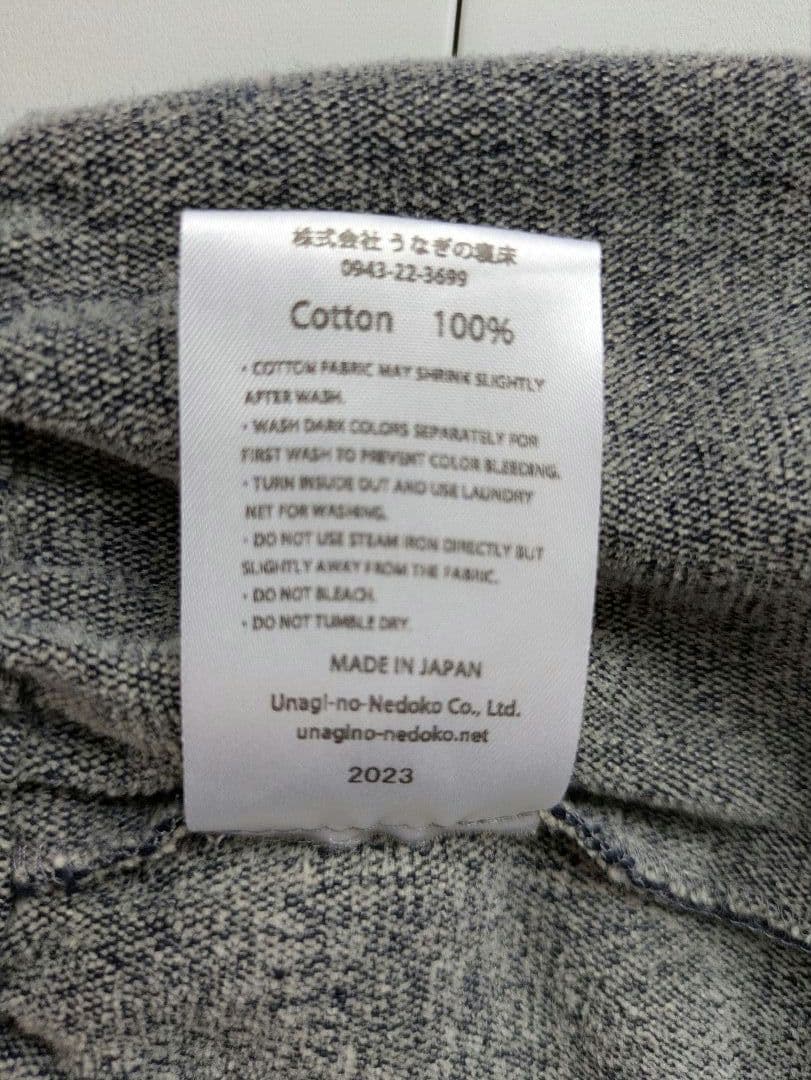 株式会社 うなぎの寝床
0943-22-3699
Cotton 100%
・COTTON FABRIC MAY SHRINK SLIGHTLY
AFTER WASH.
・WASH DARK COLORS SEPARATELY FOR
FIRST WASH TO PREVENT COLOR BLEEDING.
・TURN INSIDE OUT AND USE LAUNDRY
NET FOR WASHING.
・DO NOT USE STEAM IRON DIRECTLY BUT
SLIGHTLY AWAY FROM THE FABRIC.
・DO NOT BLEACH.
・DO NOT TUMBLE DRY.
MADE IN JAPAN
Unagi-no-Nedoko Co., Ltd.
unagino-nedoko.net
2023